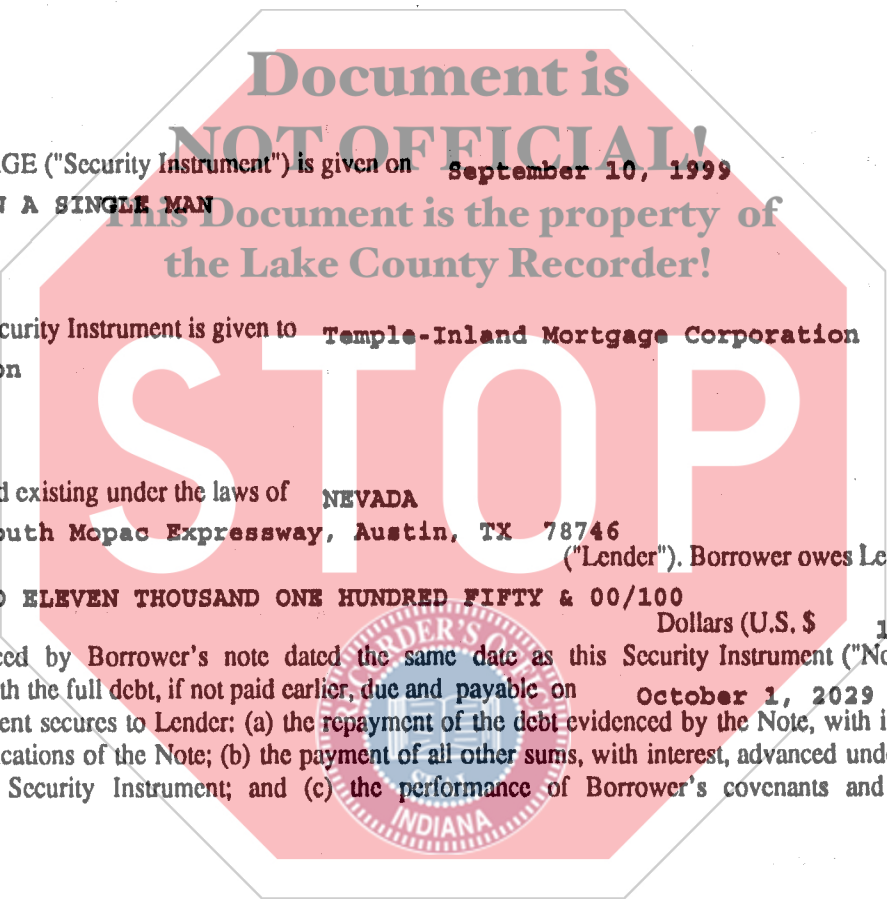 Document is
NOT OFFICIAL!
GE ("Security Instrument") is given on September 10, 1999
A SINGLE MAN
This Document is the property of
the Lake County Recorder!
curity Instrument is given to Temple-Inland Mortgage Corporation
on
STOP
d existing under the laws of NEVADA
outh Mopac Expressway, Austin, TX 78746
("Lender"). Borrower owes Le
ELEVEN THOUSAND ONE HUNDRED FIFTY & 00/100
Dollars (U.S. $ 1
ced by Borrower's note dated the same date as this Security Instrument ("No
th the full debt, if not paid earlier, due and payable on October 1, 2029
ent secures to Lender: (a) the repayment of the debt evidenced by the Note, with i
ications of the Note; (b) the payment of all other sums, with interest, advanced und
Security Instrument; and (c) the performance of Borrower's covenants and
RECORDER'S OFFICE
SEAL
INDIANA